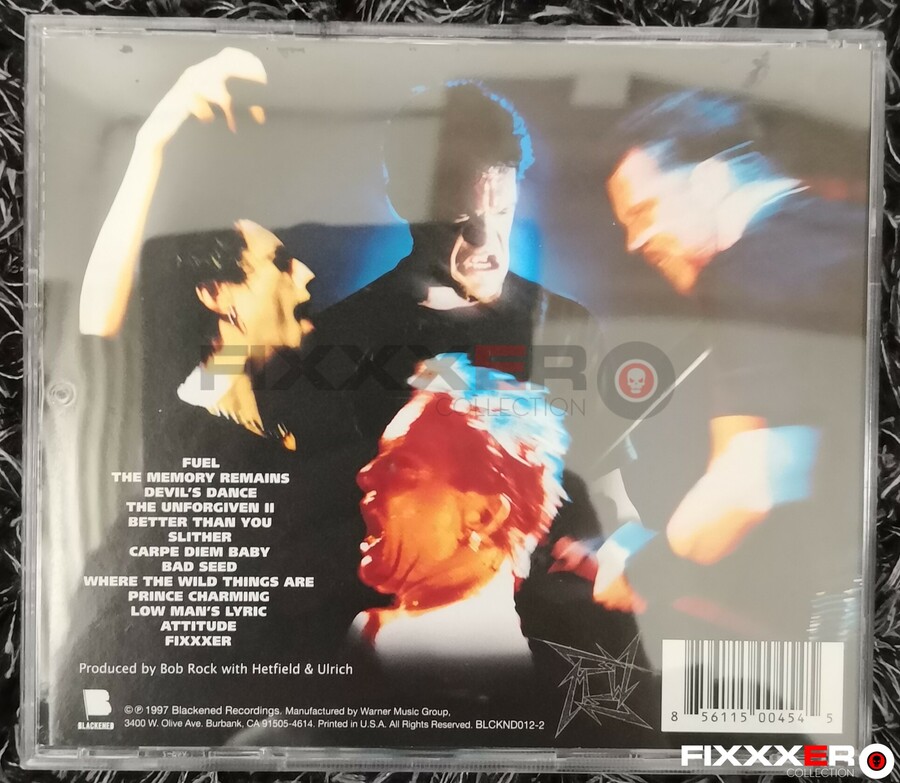 FIXXXERO
COLLECTION
FUEL
THE MEMORY REMAINS
DEVIL'S DANCE
THE UNFORGIVEN II
BETTER THAN YOU
SLITHER
CARPE DIEM BABY
BAD SEED
WHERE THE WILD THINGS ARE
PRINCE CHARMING
LOW MAN'S LYRIC
ATTITUDE
FIXXXER
Produced by Bob Rock with Hetfield & Ulrich
BLACKENED
©℗ 1997 Blackened Recordings. Manufactured by Warner Music Group,
3400 W. Olive Ave. Burbank, CA 91505-4614. Printed in U.S.A. All Rights Reserved. BLCKND012-2
8 56115 00454 5
FIXXXERO
COLLECTION